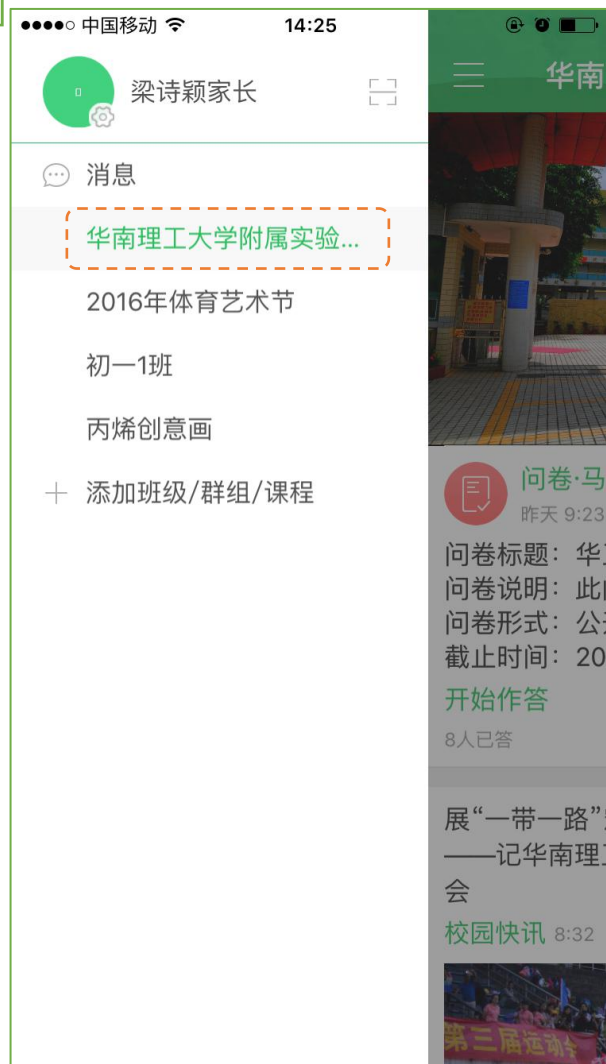 中国移动 14:25
梁诗颖家长
华南
消息
华南理工大学附属实验...
2016年体育艺术节
初一1班
丙烯创意画
添加班级/群组/课程
问卷·马
昨天 9:23
问卷标题：华
问卷说明：此
问卷形式：公
截止时间：20
开始作答
8人已答
展“一带一路”
——记华南理
会
校园快讯 8:32
第三届运动会